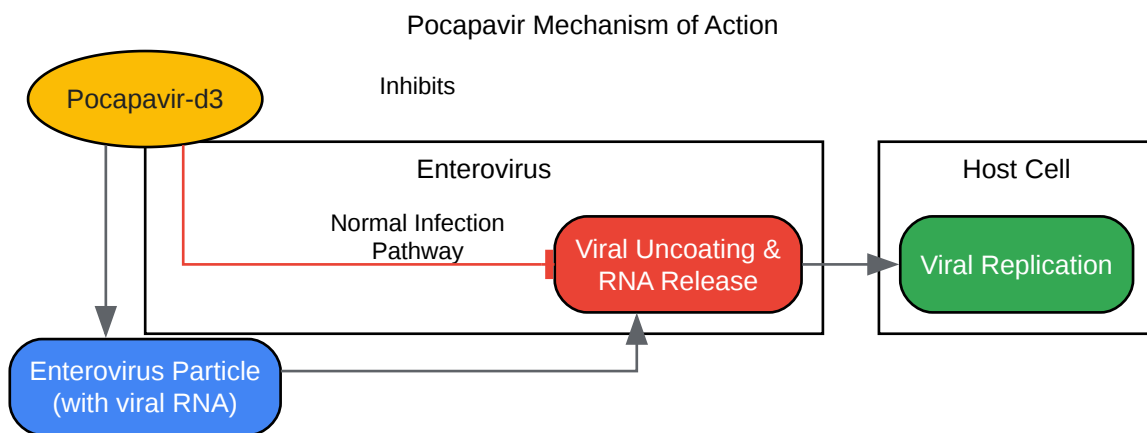 Pocapavir Mechanism of Action
Inhibits
Pocapavir-d3
Enterovirus
Host Cell
Normal Infection
Pathway
Viral Uncoating &
RNA Release
Viral Replication
Enterovirus Particle
(with viral RNA)